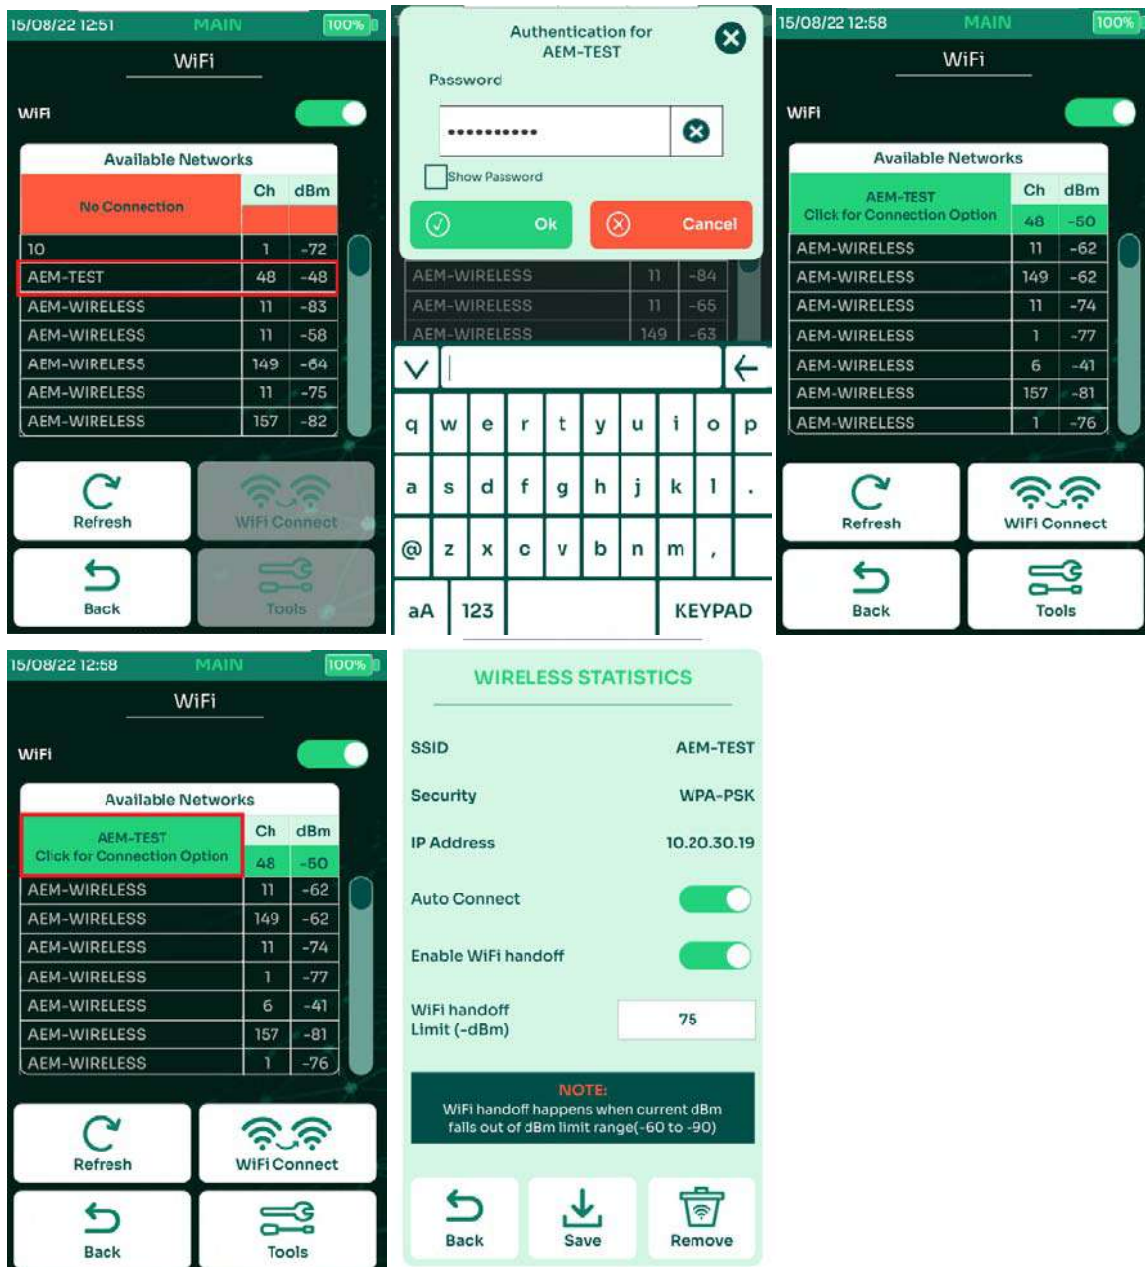 15/08/22 12:51 MAIN 100%
WiFi
WiFi
Available Networks
No Connection Ch dBm
10 1 -72
AEM-TEST 48 -48
AEM-WIRELESS 11 -83
AEM-WIRELESS 11 -58
AEM-WIRELESS 149 -64
AEM-WIRELESS 11 -75
AEM-WIRELESS 157 -82
Refresh WiFi Connect
Back Tools
Authentication for
AEM-TEST
Password
••••••••••
Show Password
Ok Cancel
AEM-WIRELESS 11 -84
AEM-WIRELESS 11 -65
AEM-WIRELESS 149 -63
q w e r t y u i o p
a s d f g h j k l .
@ z x c v b n m ,
aA 123 KEYPAD
15/08/22 12:58 MAIN 100%
WiFi
WiFi
Available Networks
AEM-TEST Ch dBm
Click for Connection Option 48 -50
AEM-WIRELESS 11 -62
AEM-WIRELESS 149 -62
AEM-WIRELESS 11 -74
AEM-WIRELESS 1 -77
AEM-WIRELESS 6 -41
AEM-WIRELESS 157 -81
AEM-WIRELESS 1 -76
Refresh WiFi Connect
Back Tools
15/08/22 12:58 MAIN 100%
WiFi
WiFi
Available Networks
AEM-TEST Ch dBm
Click for Connection Option 48 -50
AEM-WIRELESS 11 -62
AEM-WIRELESS 149 -62
AEM-WIRELESS 11 -74
AEM-WIRELESS 1 -77
AEM-WIRELESS 6 -41
AEM-WIRELESS 157 -81
AEM-WIRELESS 1 -76
Refresh WiFi Connect
Back Tools
WIRELESS STATISTICS
SSID AEM-TEST
Security WPA-PSK
IP Address 10.20.30.19
Auto Connect
Enable WiFi handoff
WiFi handoff
Limit (-dBm) 75
NOTE:
WiFi handoff happens when current dBm
falls out of dBm limit range(-60 to -90)
Back Save Remove